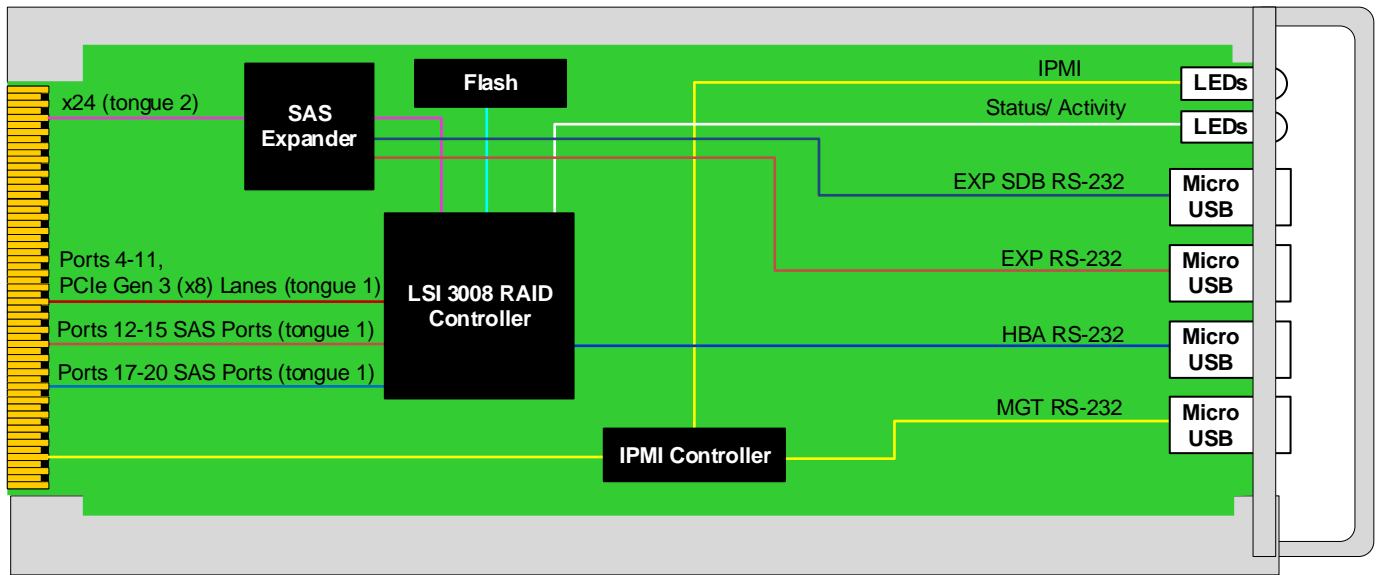 x24 (tongue 2)
SAS
Expander
Flash
IPMI
LEDs
Status/ Activity
LEDs
EXP SDB RS-232
Micro
USB
Ports 4-11,
PCIe Gen 3 (x8) Lanes (tongue 1)
LSI 3008 RAID
Controller
EXP RS-232
Micro
USB
Ports 12-15 SAS Ports (tongue 1)
HBA RS-232
Micro
USB
Ports 17-20 SAS Ports (tongue 1)
MGT RS-232
Micro
USB
IPMI Controller